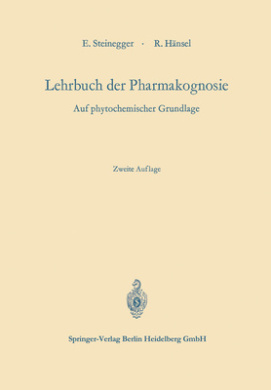 E. Steinegger · R. Hänsel
Lehrbuch der Pharmakognosie
Auf phytochemischer Grundlage
Zweite Auflage
Springer-Verlag Berlin Heidelberg GmbH